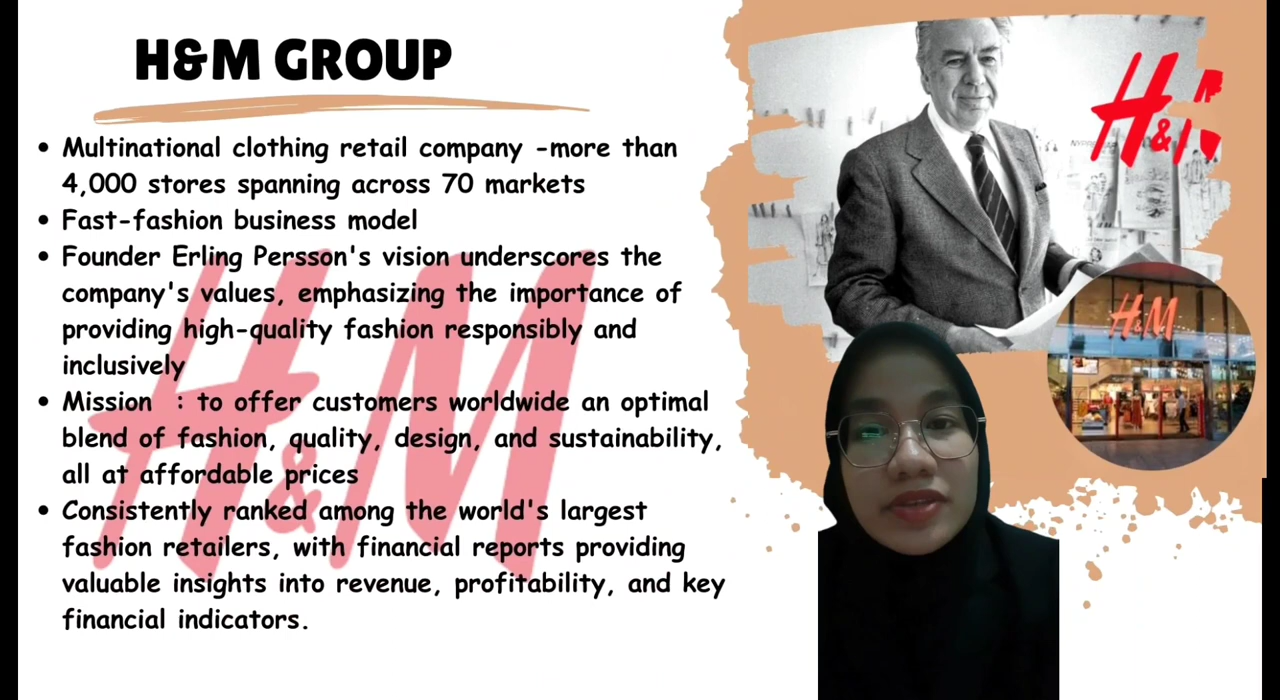 H&M GROUP
• Multinational clothing retail company -more than
4,000 stores spanning across 70 markets
• Fast-fashion business model
• Founder Erling Persson's vision underscores the
company's values, emphasizing the importance of
providing high-quality fashion responsibly and
inclusively
• Mission : to offer customers worldwide an optimal
blend of fashion, quality, design, and sustainability,
all at affordable prices
• Consistently ranked among the world's largest
fashion retailers, with financial reports providing
valuable insights into revenue, profitability, and key
financial indicators.
H&M
H&M
H&M